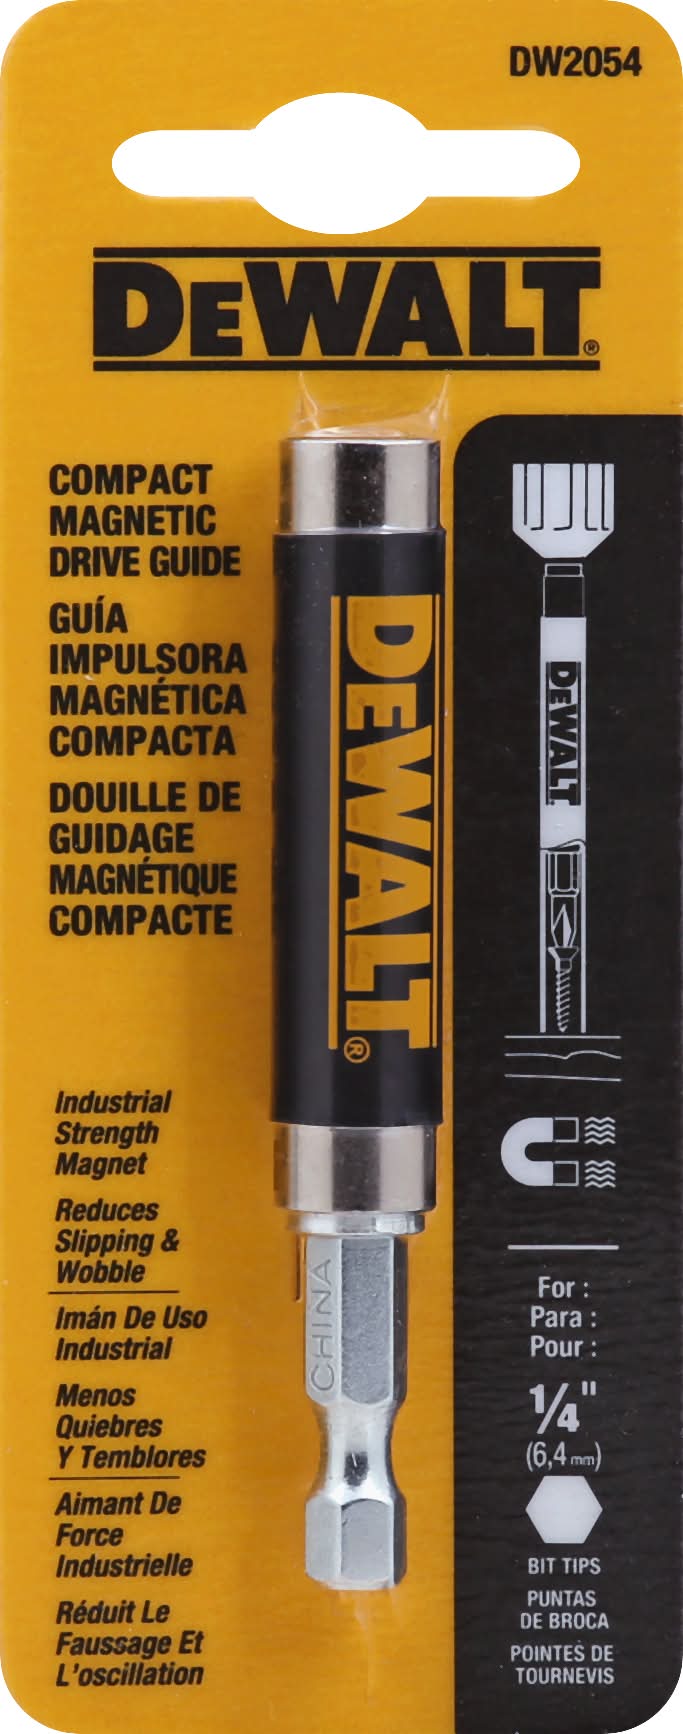 DW2054
DEWALT®
COMPACT
MAGNETIC
DRIVE GUIDE
GUÍA
IMPULSORA
MAGNÉTICA
COMPACTA
DOUILLE DE
GUIDAGE
MAGNÉTIQUE
COMPACTE
Industrial
Strength
Magnet
Reduces
Slipping &
Wobble
Imán De Uso
Industrial
Menos
Quiebres
Y Temblores
Aimant De
Force
Industrielle
Réduit Le
Faussage Et
L'oscillation
DEWALT®
CHINA
DEWALT
For :
Para :
Pour :
1/4"
(6,4 mm)
BIT TIPS
PUNTAS
DE BROCA
POINTES DE
TOURNEVIS